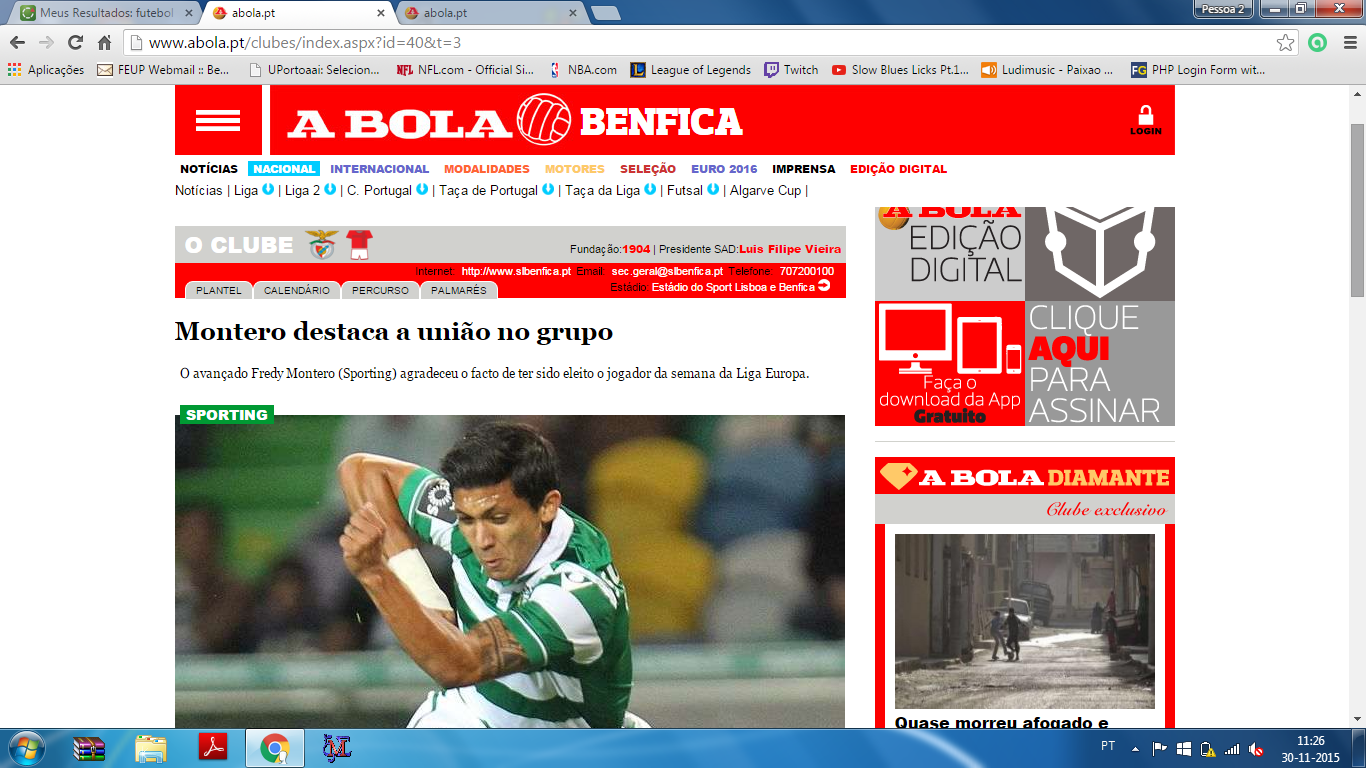 Meus Resultados: futebol
abola.pt
abola.pt
Pessoa 2
www.abola.pt/clubes/index.aspx?id=40&t=3
Aplicações
FEUP Webmail :: Be...
UPortoaai: Selecion...
NFL.com - Official Si...
NBA.com
League of Legends
Twitch
Slow Blues Licks Pt.1...
Ludimusic - Paixao ...
PHP Login Form wit...
A BOLA BENFICA
LOGIN
NOTÍCIAS NACIONAL INTERNACIONAL MODALIDADES MOTORES SELEÇÃO EURO 2016 IMPRENSA EDIÇÃO DIGITAL
Notícias | Liga | Liga 2 | C. Portugal | Taça de Portugal | Taça da Liga | Futsal | Algarve Cup |
O CLUBE
Fundação:1904 | Presidente SAD:Luis Filipe Vieira
Internet: http://www.slbenfica.pt Email: sec.geral@slbenfica.pt Telefone: 707200100
Estádio: Estádio do Sport Lisboa e Benfica
PLANTEL CALENDÁRIO PERCURSO PALMARÉS
Montero destaca a união no grupo
O avançado Fredy Montero (Sporting) agradeceu o facto de ter sido eleito o jogador da semana da Liga Europa.
SPORTING
A BOLA
EDIÇÃO
DIGITAL
Faça o
download da App
Gratuito
CLIQUE
AQUI
PARA
ASSINAR
A BOLA DIAMANTE
Clube exclusivo
Quase morreu afogado e
PT
11:26
30-11-2015